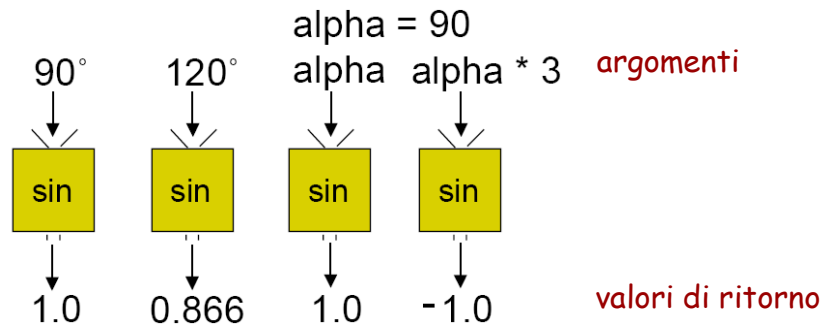 alpha = 90
90° 120° alpha alpha * 3 argomenti
sin sin sin sin
1.0 0.866 1.0 -1.0 valori di ritorno